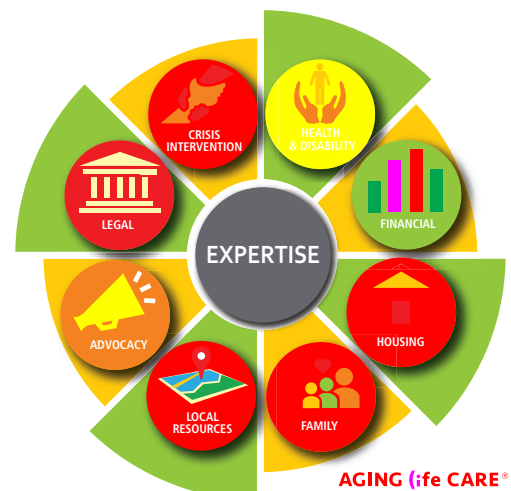 CRISIS
INTERVENTION
HEALTH
& DISABILITY
LEGAL
FINANCIAL
EXPERTISE
ADVOCACY
HOUSING
LOCAL
RESOURCES
FAMILY
AGING life CARE®